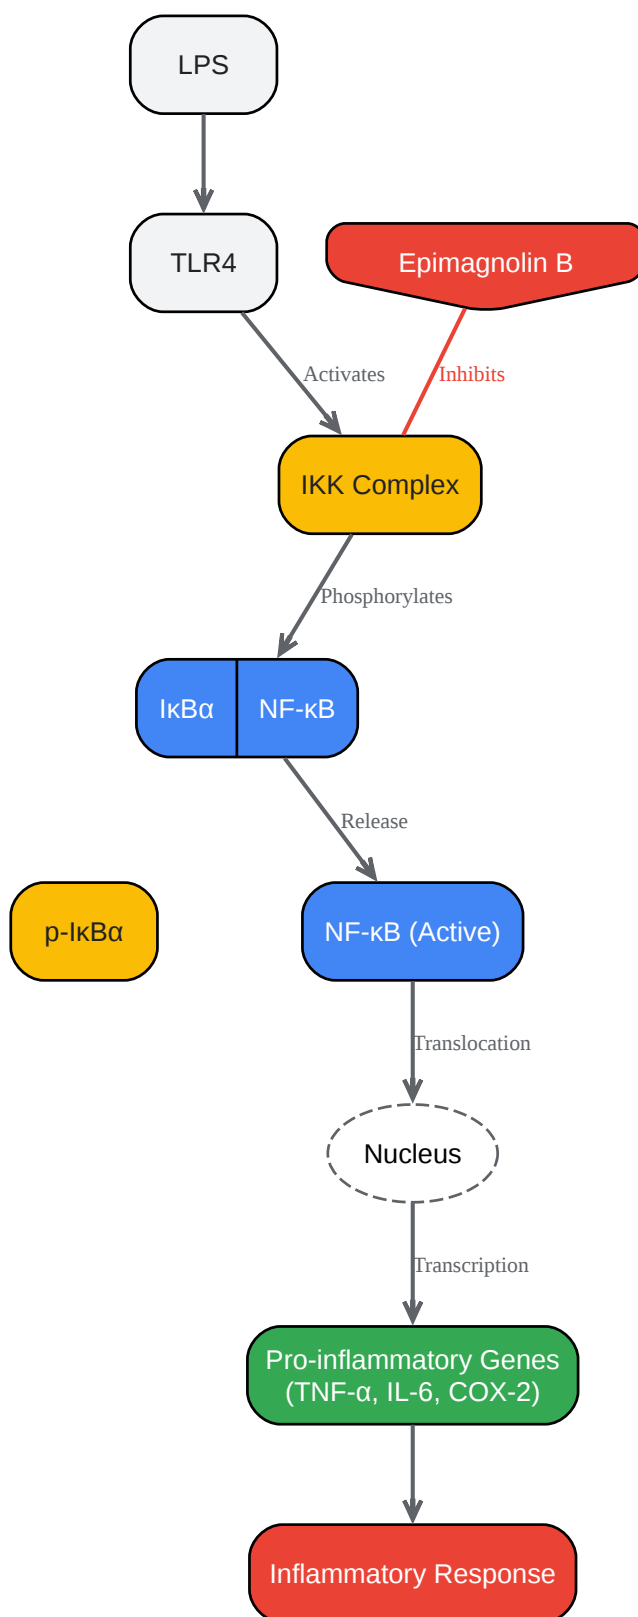 LPS
TLR4
Epimagnolin B
Activates
Inhibits
IKK Complex
Phosphorylates
IκBα
NF-κB
Release
p-IκBα
NF-κB (Active)
Translocation
Nucleus
Transcription
Pro-inflammatory Genes
(TNF-α, IL-6, COX-2)
Inflammatory Response